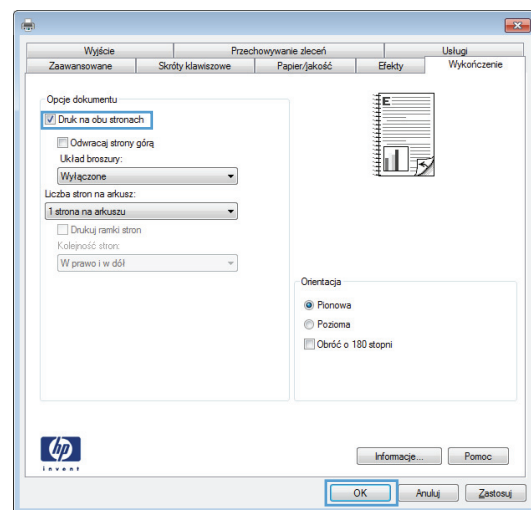 Wyjście Przechowywanie zleceń Usługi
Zaawansowane Skróty klawiszowe Papier/jakość Efekty Wykończenie
Opcje dokumentu
Druk na obu stronach
Odwracaj strony górą
Układ broszury:
Wyłączone
Liczba stron na arkusz:
1 strona na arkuszu
Drukuj ramki stron
Kolejność stron:
W prawo i w dół
E
Orientacja
Pionowa
Pozioma
Obróć o 180 stopni
hp
invent
Informacje... Pomoc
OK Anuluj Zastosuj